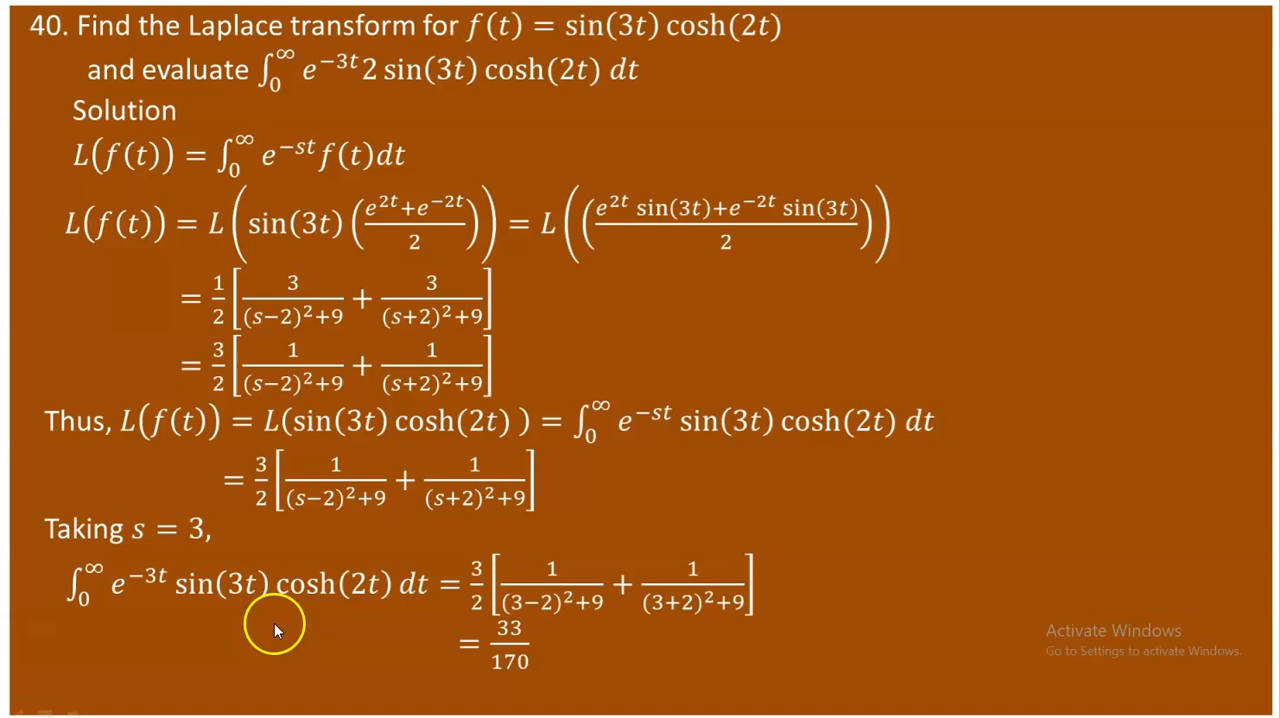 40. Find the Laplace transform for f(t) = sin(3t) cosh(2t)
and evaluate ∫₀^∞ e^{−3t} 2 sin(3t) cosh(2t) dt
Solution
L(f(t)) = ∫₀^∞ e^{−st} f(t)dt
L(f(t)) = L(sin(3t) ((e^{2t}+e^{−2t})/2)) = L(((e^{2t} sin(3t)+e^{−2t} sin(3t))/2))
= 1/2 [3/((s−2)²+9) + 3/((s+2)²+9)]
= 3/2 [1/((s−2)²+9) + 1/((s+2)²+9)]
Thus, L(f(t)) = L(sin(3t) cosh(2t) ) = ∫₀^∞ e^{−st} sin(3t) cosh(2t) dt
= 3/2 [1/((s−2)²+9) + 1/((s+2)²+9)]
Taking s = 3,
∫₀^∞ e^{−3t} sin(3t) cosh(2t) dt = 3/2 [1/((3−2)²+9) + 1/((3+2)²+9)]
= 33/170
Activate Windows
Go to Settings to activate Windows.